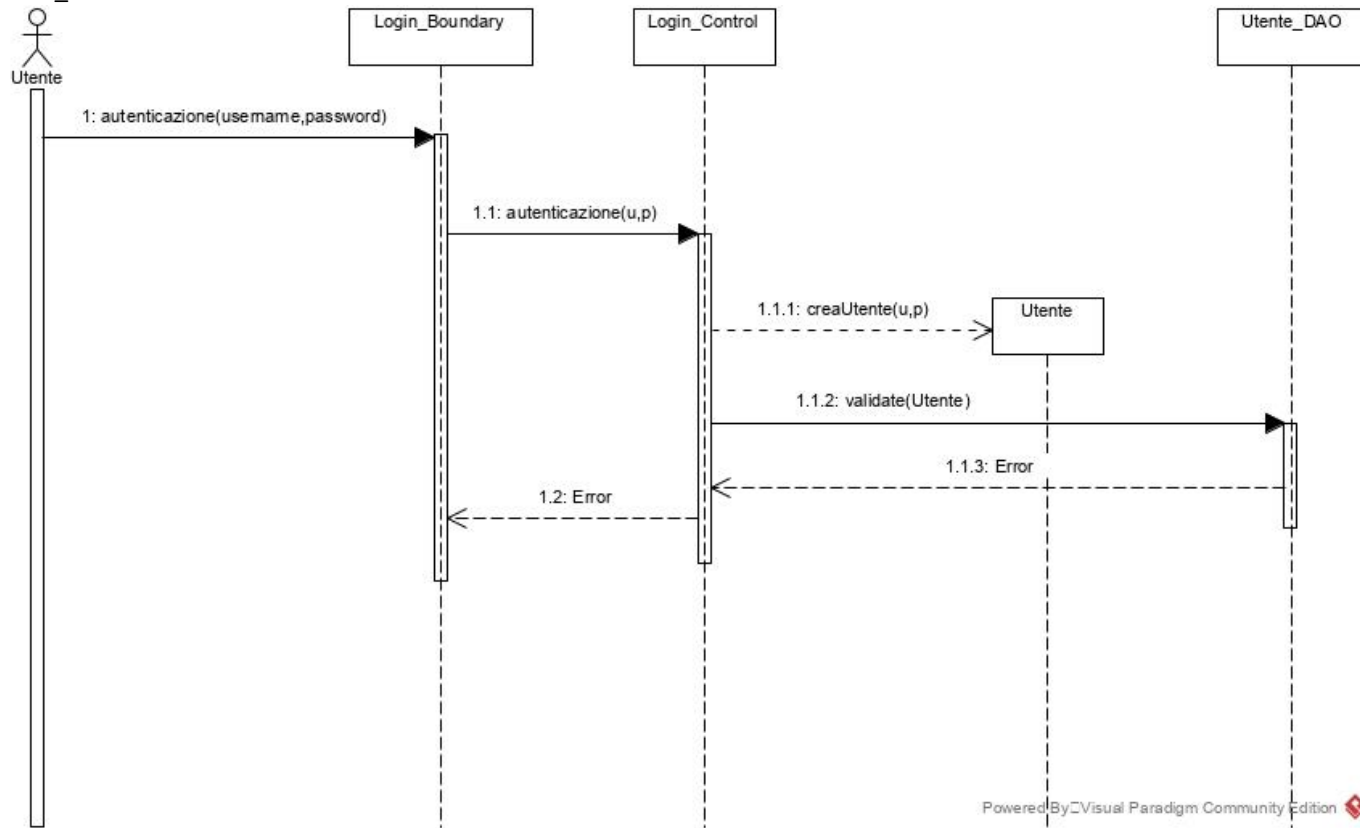 Login_Boundary
Login_Control
Utente_DAO
Utente
1: autenticazione(username,password)
1.1: autenticazione(u,p)
1.1.1: creaUtente(u,p)
Utente
1.1.2: validate(Utente)
1.1.3: Error
1.2: Error
Powered By Visual Paradigm Community Edition